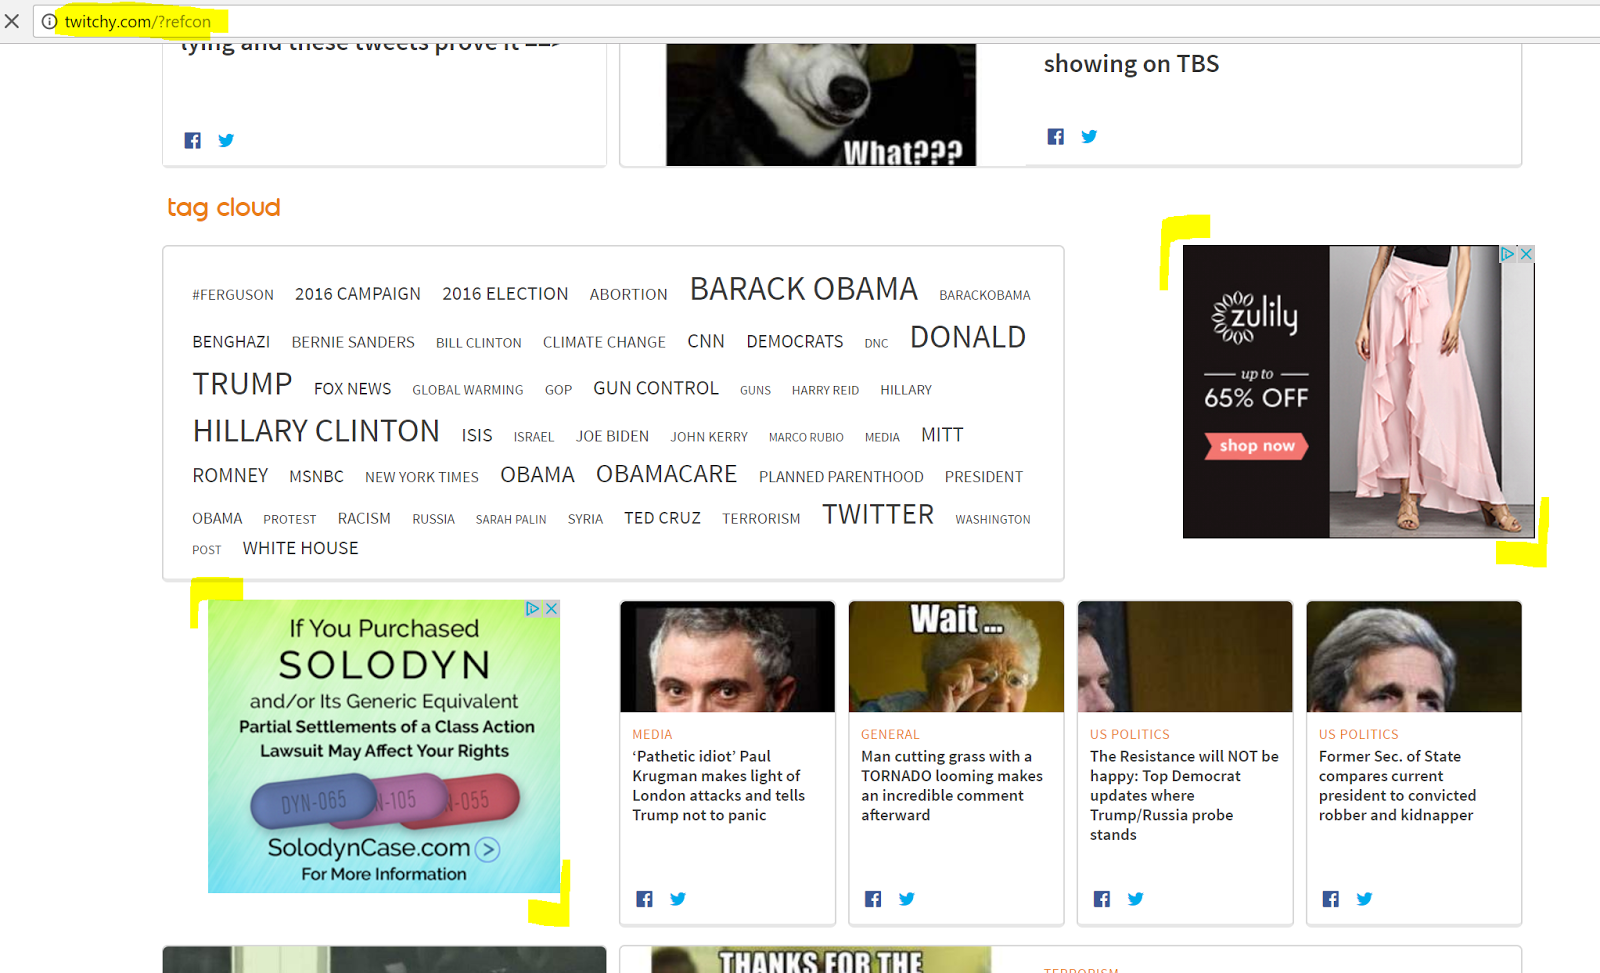 twitchy.com/?refcon
lying and these tweets prove it ==>
What???
showing on TBS
tag cloud
#FERGUSON 2016 CAMPAIGN 2016 ELECTION ABORTION BARACK OBAMA BARACKOBAMA
BENGHAZI BERNIE SANDERS BILL CLINTON CLIMATE CHANGE CNN DEMOCRATS DNC DONALD
TRUMP FOX NEWS GLOBAL WARMING GOP GUN CONTROL GUNS HARRY REID HILLARY
HILLARY CLINTON ISIS ISRAEL JOE BIDEN JOHN KERRY MARCO RUBIO MEDIA MITT
ROMNEY MSNBC NEW YORK TIMES OBAMA OBAMACARE PLANNED PARENTHOOD PRESIDENT
OBAMA PROTEST RACISM RUSSIA SARAH PALIN SYRIA TED CRUZ TERRORISM TWITTER WASHINGTON
POST WHITE HOUSE
zulily
up to
65% OFF
shop now
If You Purchased
SOLODYN
and/or Its Generic Equivalent
Partial Settlements of a Class Action
Lawsuit May Affect Your Rights
DYN-065 N-105 N-055
SolodynCase.com
For More Information
MEDIA
‘Pathetic idiot’ Paul
Krugman makes light of
London attacks and tells
Trump not to panic
Wait ...
GENERAL
Man cutting grass with a
TORNADO looming makes
an incredible comment
afterward
US POLITICS
The Resistance will NOT be
happy: Top Democrat
updates where
Trump/Russia probe
stands
US POLITICS
Former Sec. of State
compares current
president to convicted
robber and kidnapper
THANKS FOR THE
TERRORISM